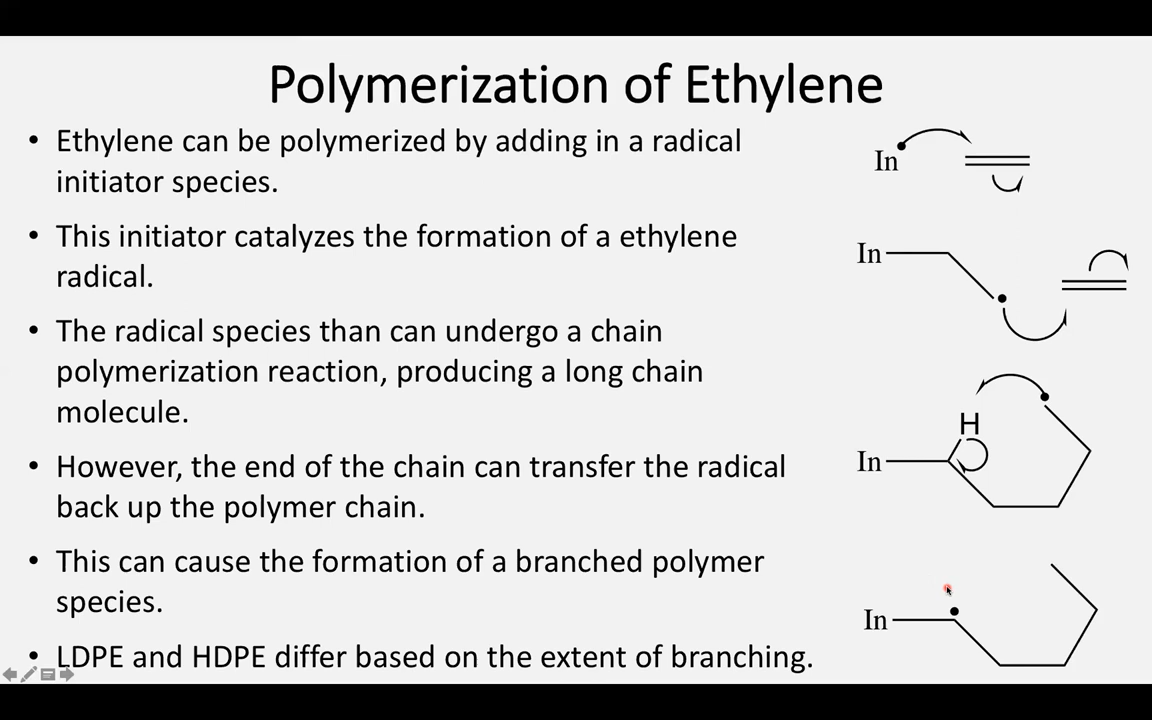 Polymerization of Ethylene
• Ethylene can be polymerized by adding in a radical
initiator species.
• This initiator catalyzes the formation of a ethylene
radical.
• The radical species than can undergo a chain
polymerization reaction, producing a long chain
molecule.
• However, the end of the chain can transfer the radical
back up the polymer chain.
• This can cause the formation of a branched polymer
species.
• LDPE and HDPE differ based on the extent of branching.
In
In
H
In
In